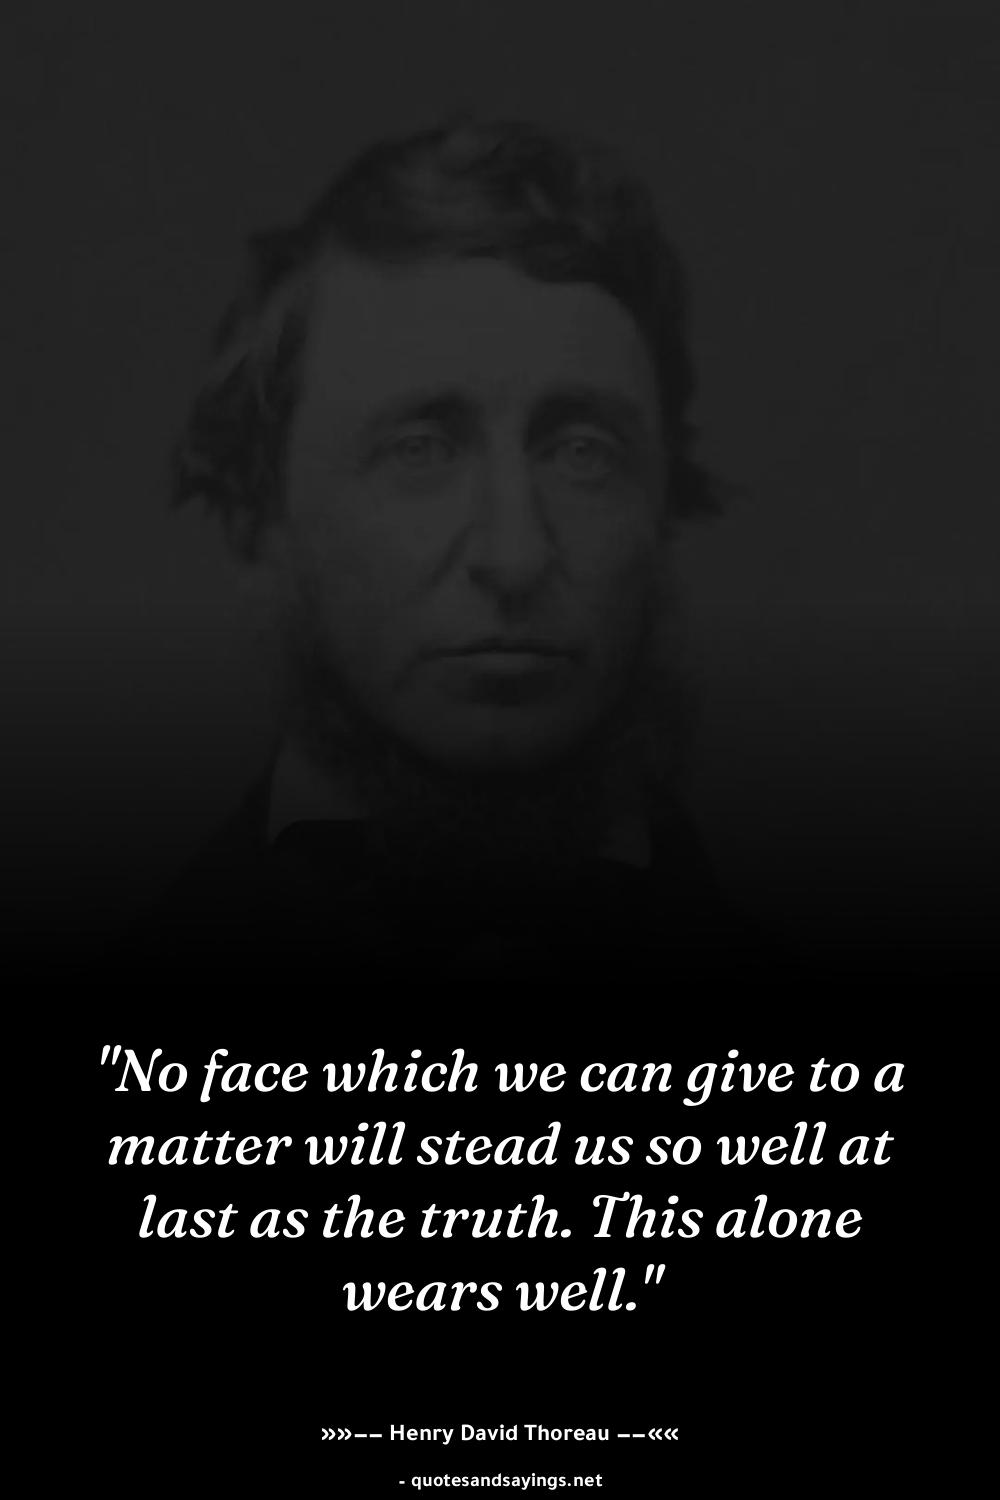 "No face which we can give to a
matter will stead us so well at
last as the truth. This alone
wears well."
»»−− Henry David Thoreau −−««
- quotesandsayings.net